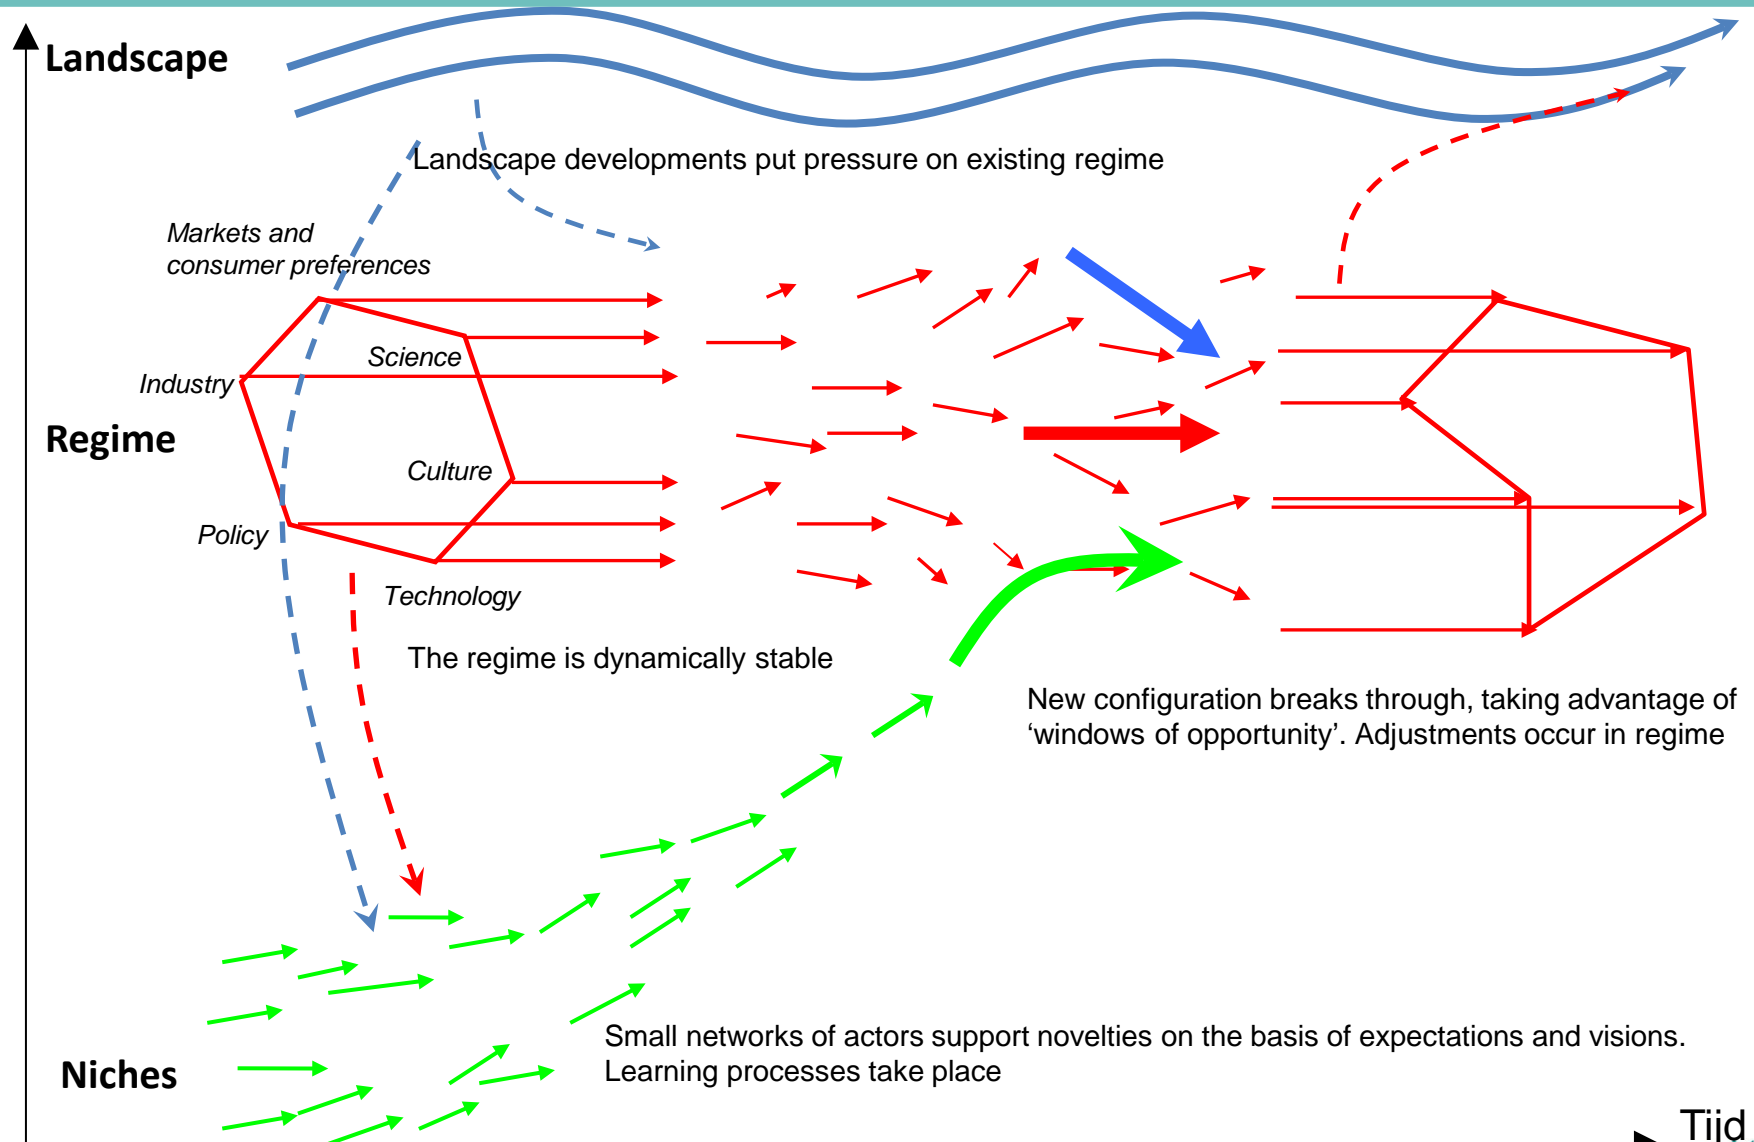 Landscape
Landscape developments put pressure on existing regime
Markets and
consumer preferences
Science
Industry
Regime
Culture
Policy
Technology
The regime is dynamically stable
New configuration breaks through, taking advantage of
‘windows of opportunity’. Adjustments occur in regime
Small networks of actors support novelties on the basis of expectations and visions.
Learning processes take place
Niches
Tijd